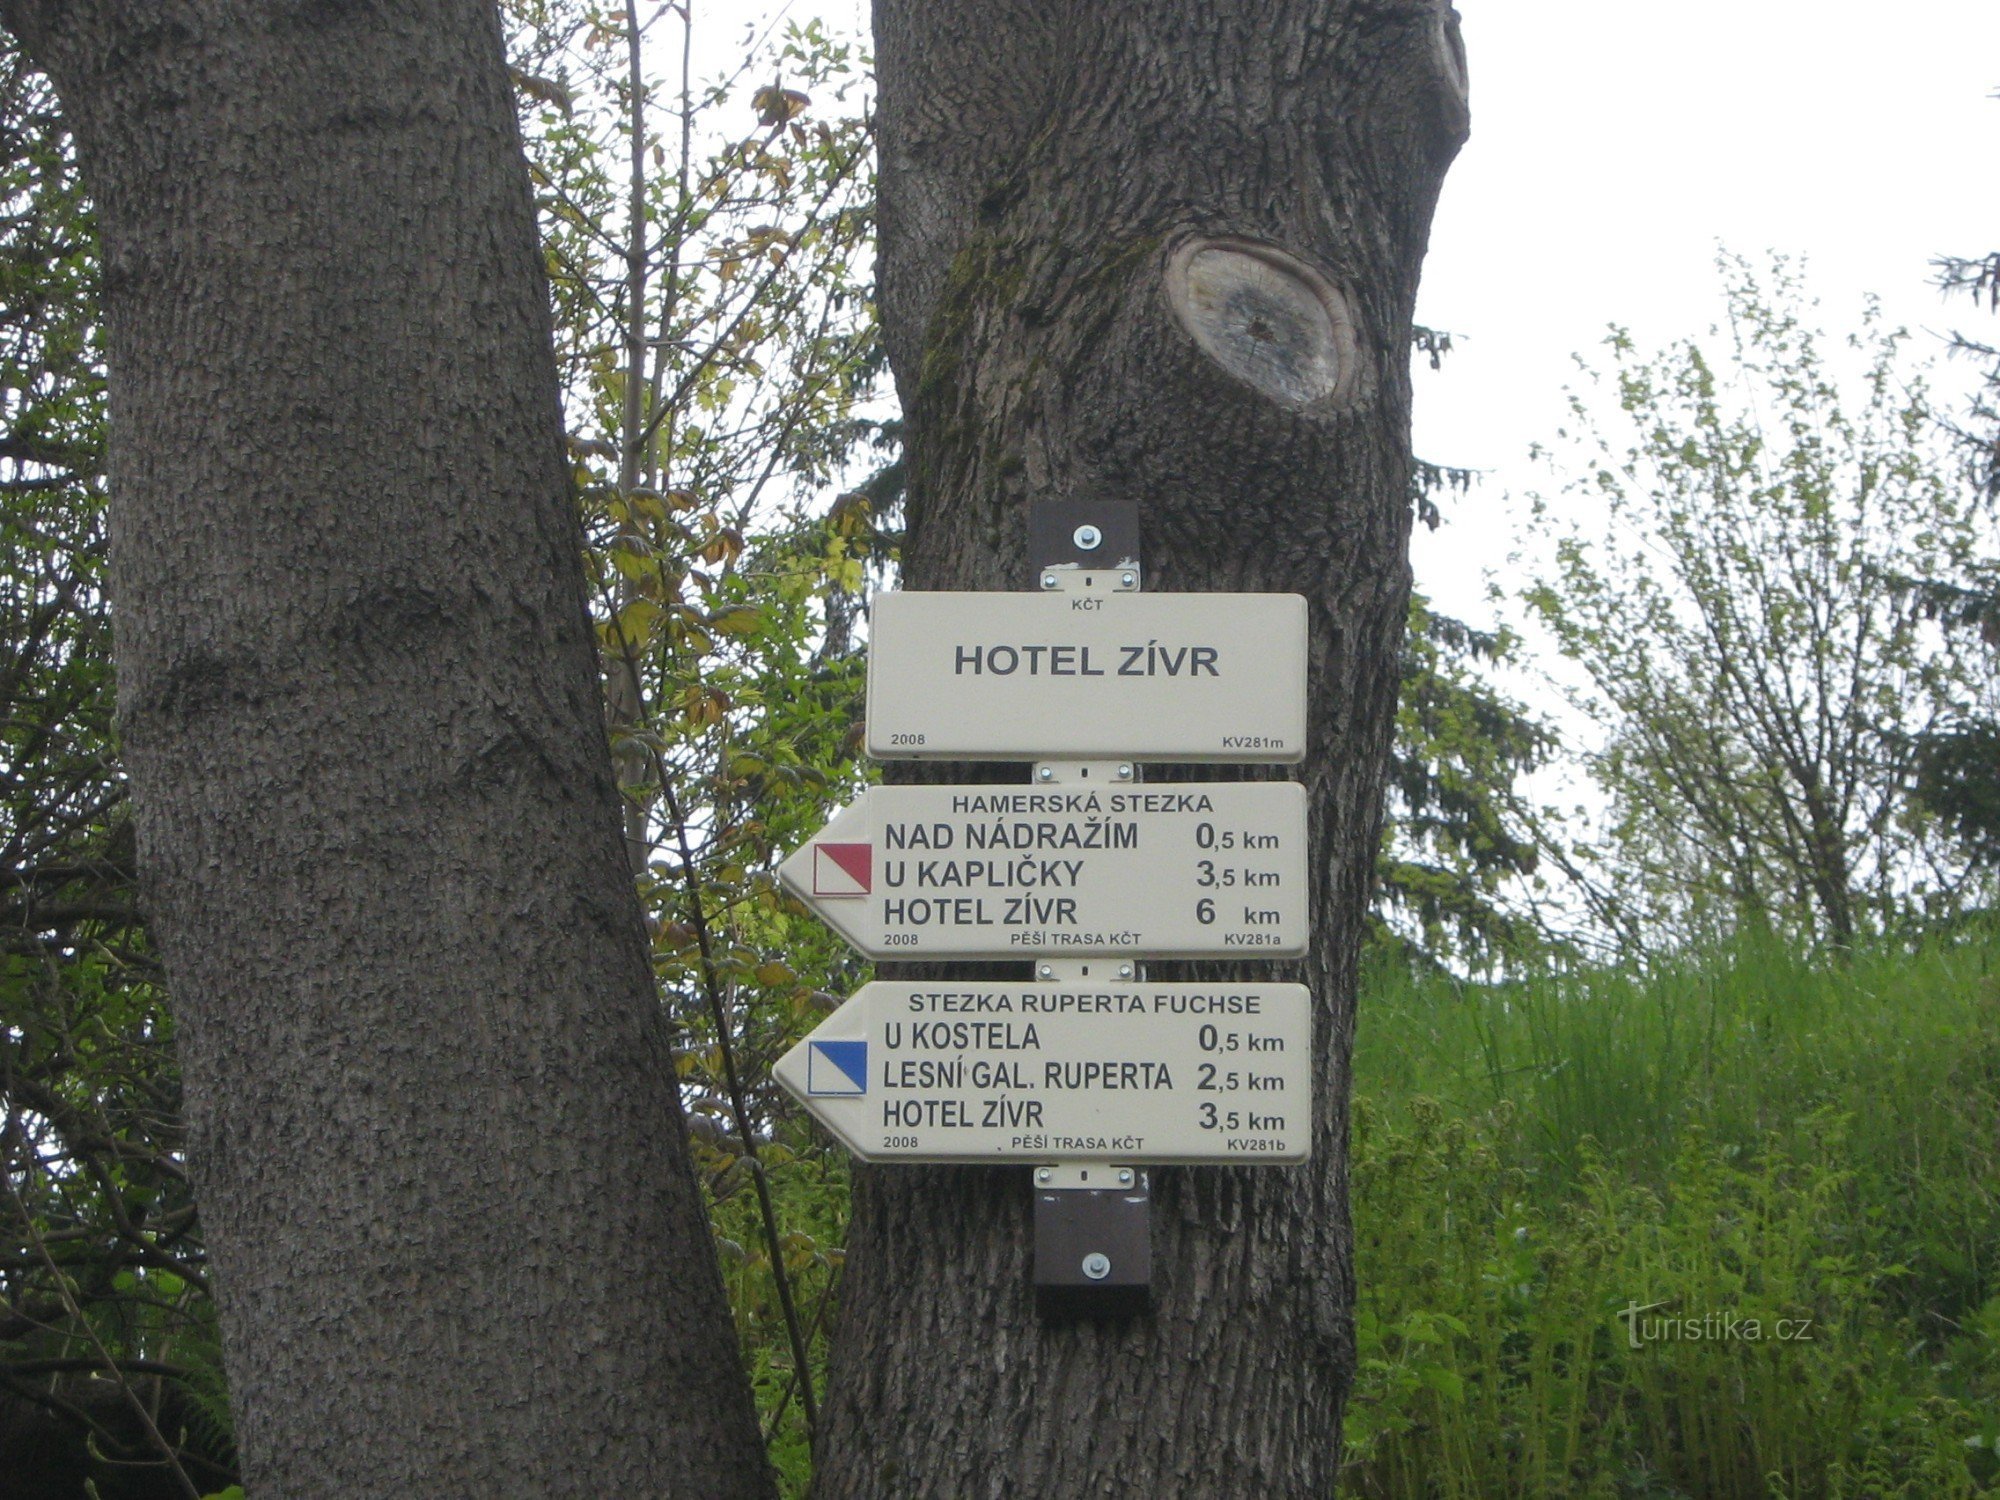 KČT
HOTEL ZÍVR
2008 KV281m
HAMERSKÁ STEZKA
NAD NÁDRAŽÍM 0,5 km
U KAPLIČKY 3,5 km
HOTEL ZÍVR 6 km
2008 PĚŠÍ TRASA KČT KV281a
STEZKA RUPERTA FUCHSE
U KOSTELA 0,5 km
LESNÍ GAL. RUPERTA 2,5 km
HOTEL ZÍVR 3,5 km
2008 PĚŠÍ TRASA KČT KV281b
Turistika.cz